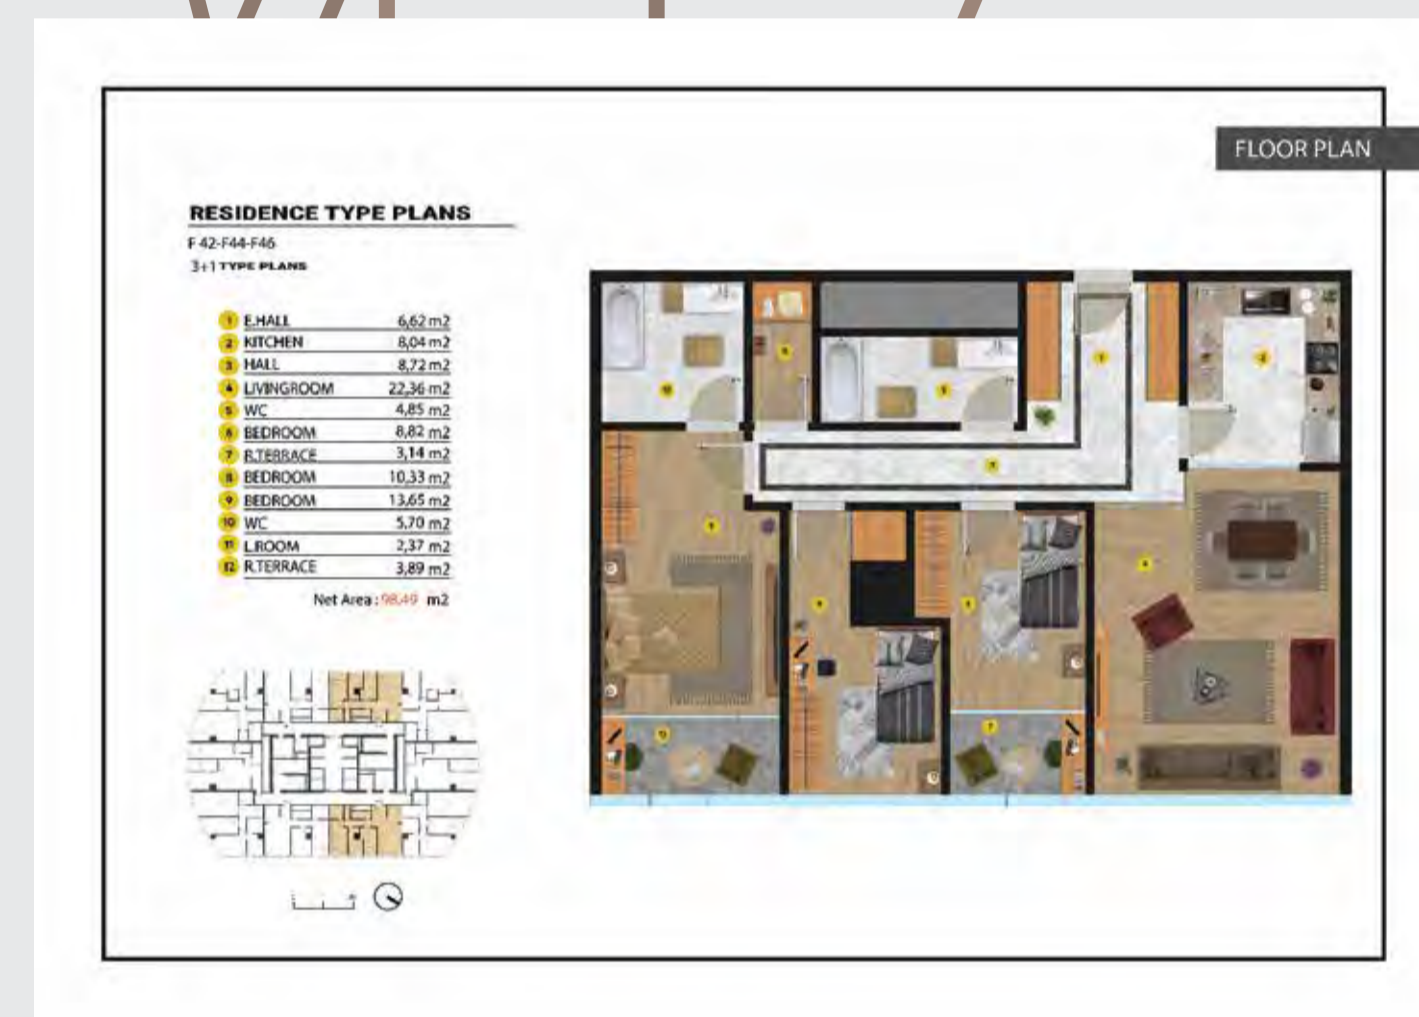 FLOOR PLAN
RESIDENCE TYPE PLANS
F 42-F44-F46
3+1 TYPE PLANS
1 E.HALL 6,62 m2
2 KITCHEN 8,04 m2
3 HALL 8,72 m2
4 LIVINGROOM 22,36 m2
5 WC 4,85 m2
6 BEDROOM 8,82 m2
7 R.TERRACE 3,14 m2
8 BEDROOM 10,33 m2
9 BEDROOM 13,65 m2
10 WC 5,70 m2
11 L.ROOM 2,37 m2
12 R.TERRACE 3,89 m2
Net Area : 98,49 m2